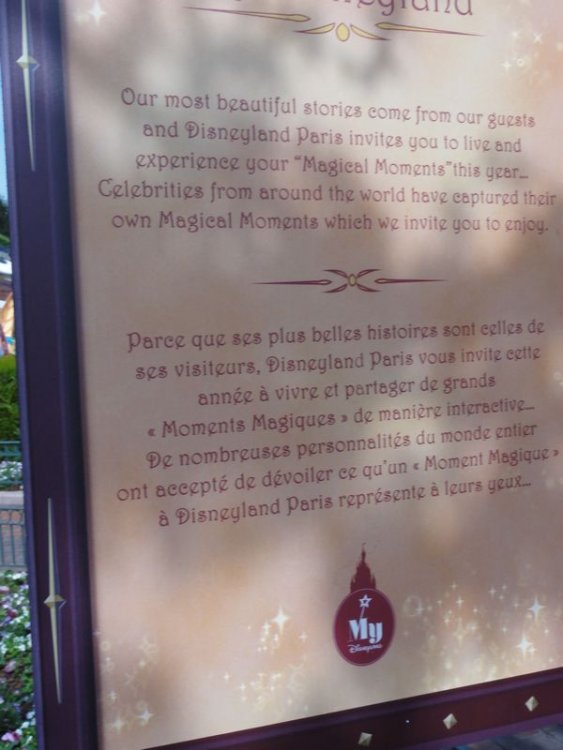 Our most beautiful stories come from our guests
and Disneyland Paris invites you to live and
experience your "Magical Moments"this year...
Celebrities from around the world have captured their
own Magical Moments which we invite you to enjoy.
Parce que ses plus belles histoires sont celles de
ses visiteurs, Disneyland Paris vous invite cette
année à vivre et partager de grands
« Moments Magiques » de manière interactive...
De nombreuses personnalités du monde entier
ont accepté de dévoiler ce qu'un « Moment Magique »
à Disneyland Paris représente à leurs yeux...
My